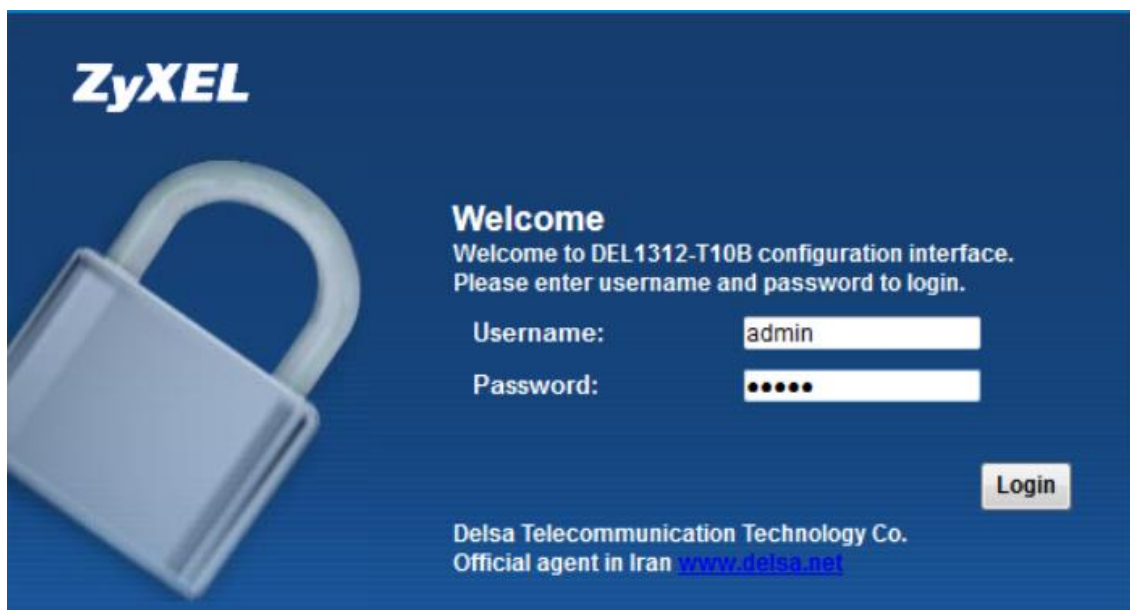 ZyXEL
Welcome
Welcome to DEL1312-T10B configuration interface.
Please enter username and password to login.
Username: admin
Password: •••••
Login
Delsa Telecommunication Technology Co.
Official agent in Iran www.delsa.net